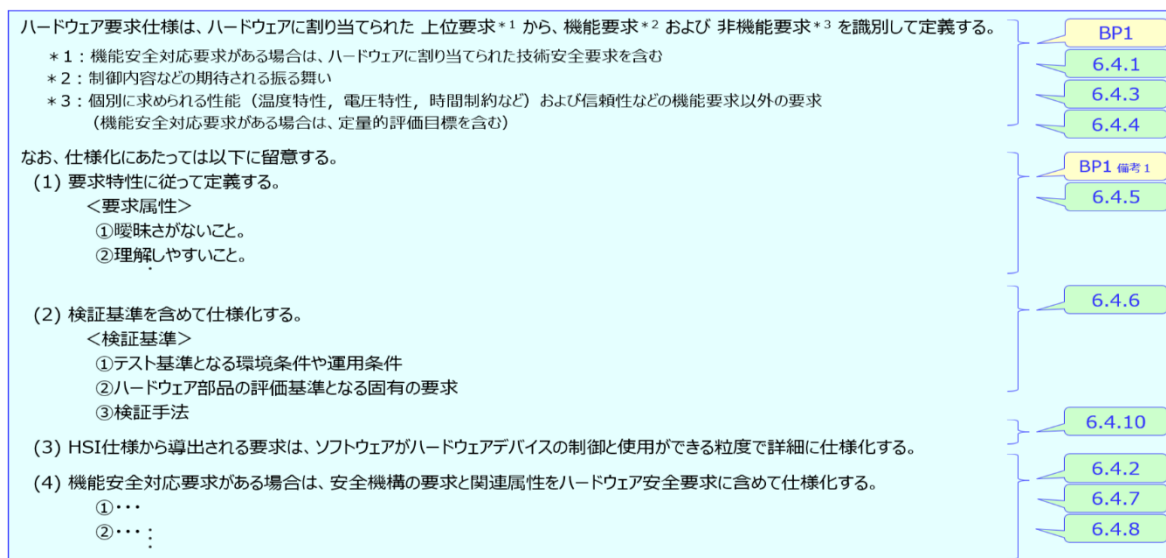 ハードウェア要求仕様は、ハードウェアに割り当てられた 上位要求*1 から、機能要求*2 および 非機能要求*3 を識別して定義する。
BP1
*1：機能安全対応要求がある場合は、ハードウェアに割り当てられた技術安全要求を含む
6.4.1
*2：制御内容などの期待される振る舞い
*3：個別に求められる性能（温度特性，電圧特性，時間制約など）および信頼性などの機能要求以外の要求
6.4.3
（機能安全対応要求がある場合は、定量的評価目標を含む）
6.4.4
なお、仕様化にあたっては以下に留意する。
BP1 備考1
(1) 要求特性に従って定義する。
6.4.5
＜要求属性＞
①曖昧さがないこと。
②理解しやすいこと。
：
6.4.6
(2) 検証基準を含めて仕様化する。
＜検証基準＞
①テスト基準となる環境条件や運用条件
②ハードウェア部品の評価基準となる固有の要求
③検証手法
6.4.10
(3) HSI仕様から導出される要求は、ソフトウェアがハードウェアデバイスの制御と使用ができる粒度で詳細に仕様化する。
6.4.2
(4) 機能安全対応要求がある場合は、安全機構の要求と関連属性をハードウェア安全要求に含めて仕様化する。
6.4.7
①・・・
②・・・：
6.4.8